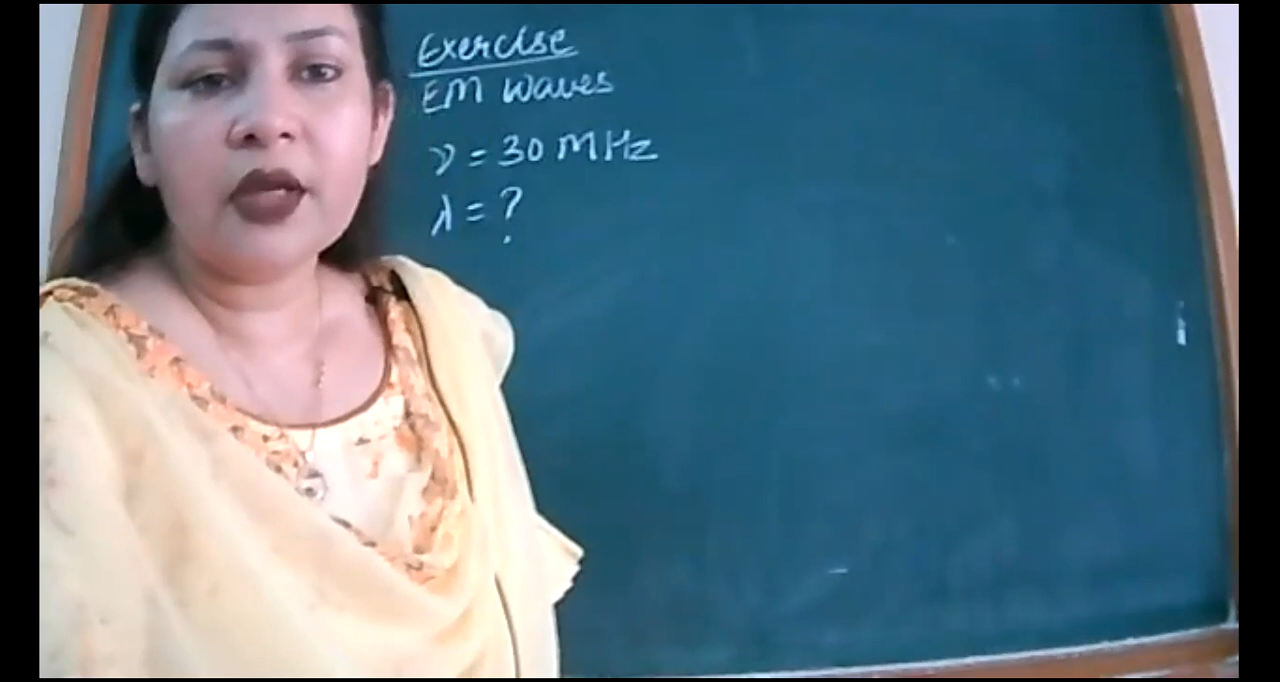 Exercise
EM Waves
ν = 30 MHz
λ = ?